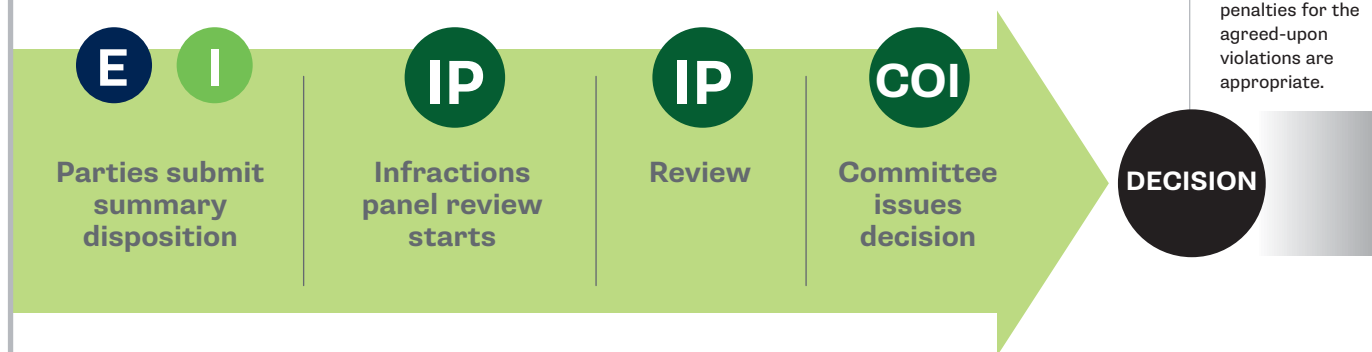 E
I
Parties submit
summary
disposition
IP
Infractions
panel review
starts
IP
Review
COI
Committee
issues
decision
penalties for the
agreed-upon
violations are
appropriate.
DECISION